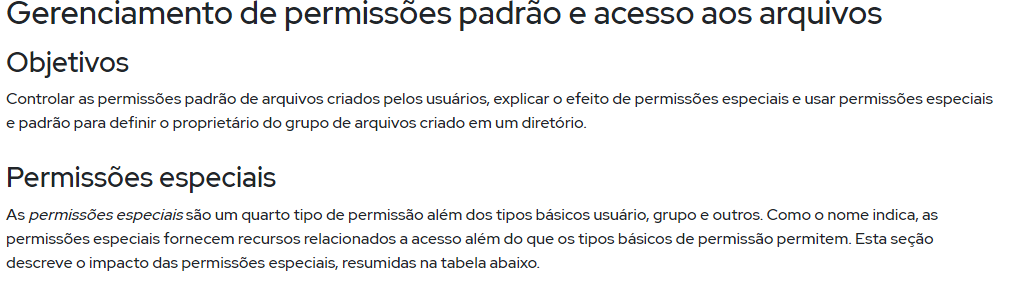 Gerenciamento de permissões padrão e acesso aos arquivos
Objetivos
Controlar as permissões padrão de arquivos criados pelos usuários, explicar o efeito de permissões especiais e usar permissões especiais
e padrão para definir o proprietário do grupo de arquivos criado em um diretório.
Permissões especiais
As permissões especiais são um quarto tipo de permissão além dos tipos básicos usuário, grupo e outros. Como o nome indica, as
permissões especiais fornecem recursos relacionados a acesso além do que os tipos básicos de permissão permitem. Esta seção
descreve o impacto das permissões especiais, resumidas na tabela abaixo.